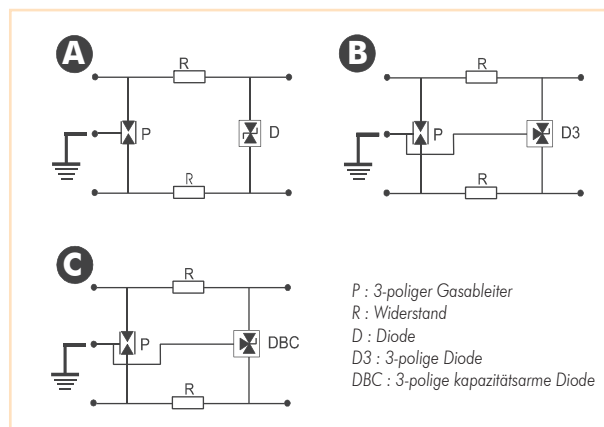 A
R
P
D
R
B
R
P
D3
R
C
R
P
DBC
R
P : 3-poliger Gasableiter
R : Widerstand
D : Diode
D3 : 3-polige Diode
DBC : 3-polige kapazitätsarme Diode